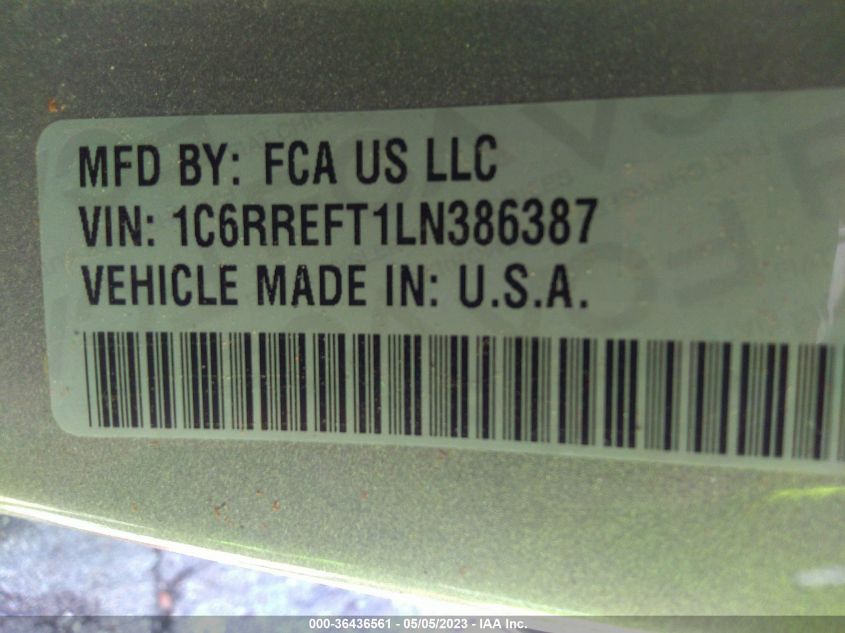 MFD BY: FCA US LLC
VIN: 1C6RREFT1LN386387
VEHICLE MADE IN: U.S.A.
000-36436561 - 05/05/2023 - IAA Inc.